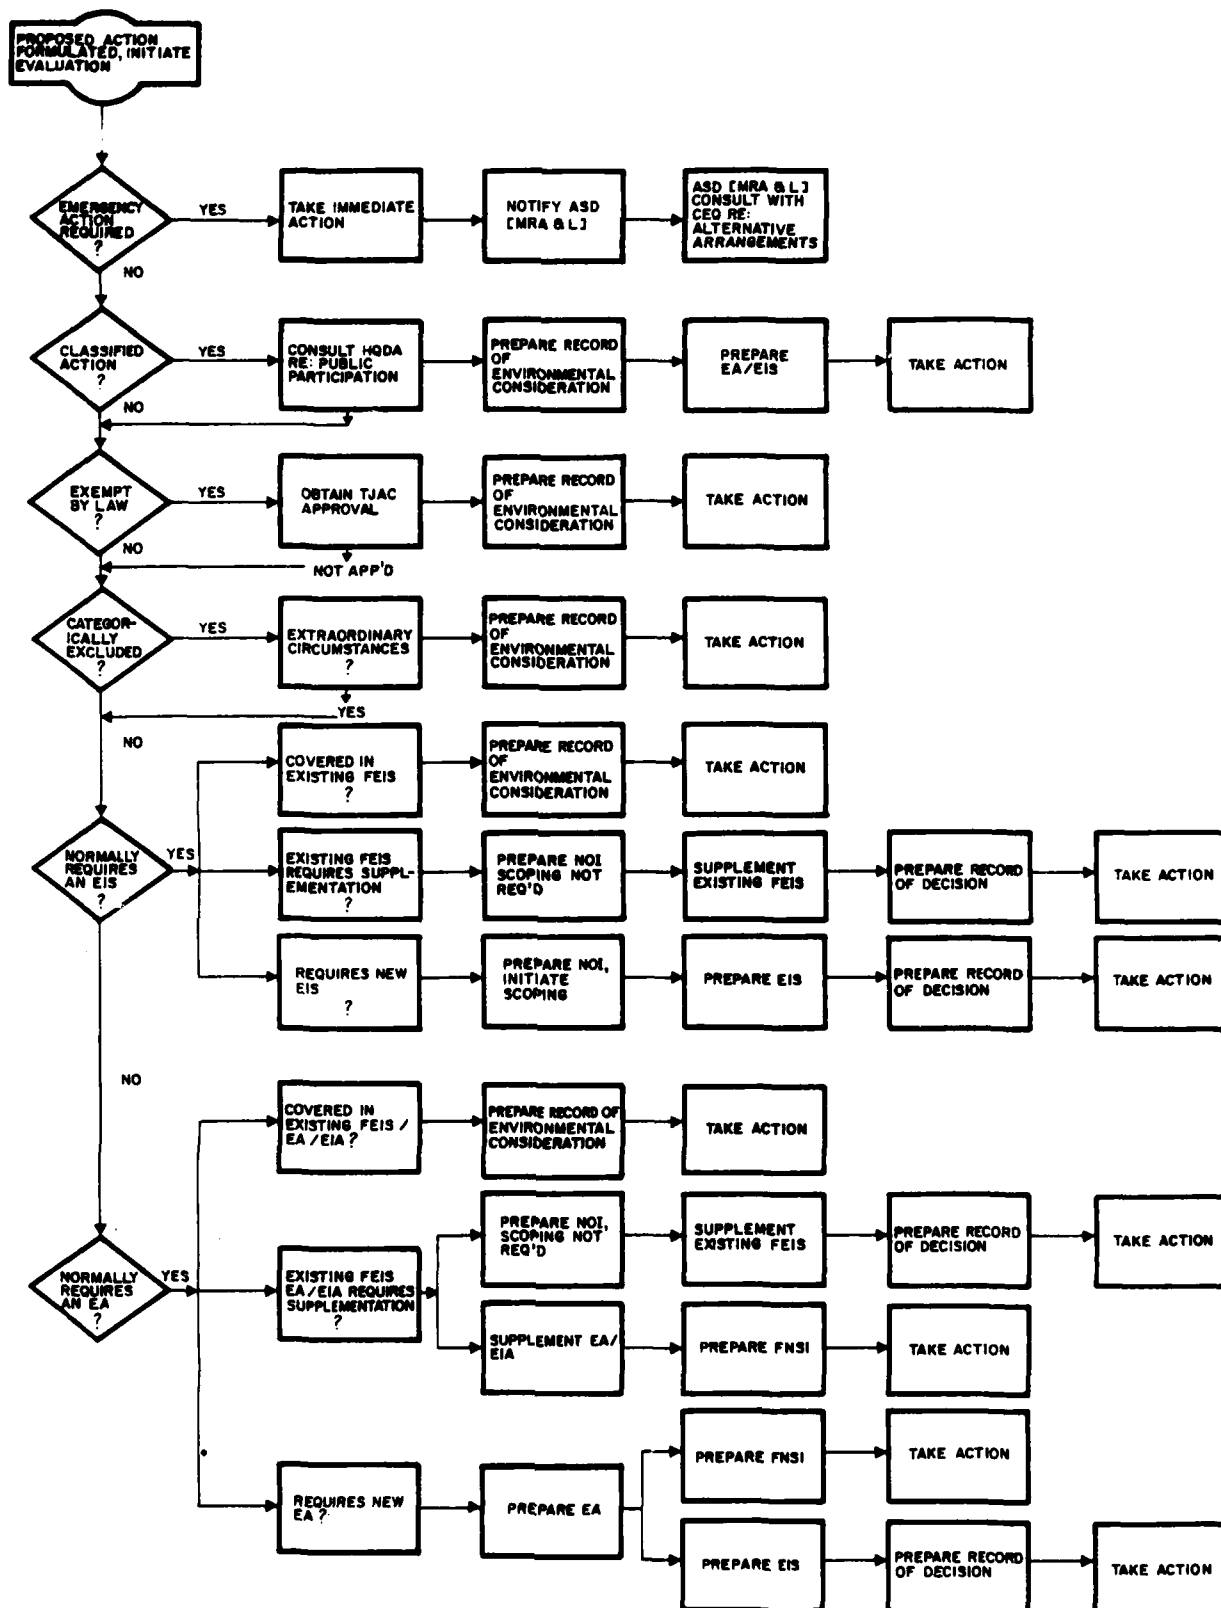 PROPOSED ACTION
FORMULATED, INITIATE
EVALUATION
EMERGENCY
ACTION
REQUIRED
?
YES
TAKE IMMEDIATE
ACTION
NOTIFY ASD
[MRA & L]
ASD [MRA & L]
CONSULT WITH
CEQ RE:
ALTERNATIVE
ARRANGEMENTS
NO
CLASSIFIED
ACTION
?
YES
CONSULT HQDA
RE: PUBLIC
PARTICIPATION
PREPARE RECORD
OF
ENVIRONMENTAL
CONSIDERATION
PREPARE
EA/EIS
TAKE ACTION
NO
EXEMPT
BY LAW
?
YES
OBTAIN TJAC
APPROVAL
PREPARE RECORD
OF
ENVIRONMENTAL
CONSIDERATION
TAKE ACTION
NO
NOT APP'D
CATEGOR-
ICALLY
EXCLUDED
?
YES
EXTRAORDINARY
CIRCUMSTANCES
?
PREPARE RECORD
OF
ENVIRONMENTAL
CONSIDERATION
TAKE ACTION
YES
NO
COVERED IN
EXISTING FEIS
?
PREPARE RECORD
OF
ENVIRONMENTAL
CONSIDERATION
TAKE ACTION
NORMALLY
REQUIRES
AN EIS
?
YES
EXISTING FEIS
REQUIRES SUPPL-
EMENTATION
?
PREPARE NOI
SCOPING NOT
REQ'D
SUPPLEMENT
EXISTING FEIS
PREPARE RECORD
OF DECISION
TAKE ACTION
REQUIRES NEW
EIS
?
PREPARE NOI,
INITIATE
SCOPING
PREPARE EIS
PREPARE RECORD
OF DECISION
TAKE ACTION
NO
COVERED IN
EXISTING FEIS /
EA / EIA ?
PREPARE RECORD OF
ENVIRONMENTAL
CONSIDERATION
TAKE ACTION
PREPARE NOI,
SCOPING NOT
REQ'D
SUPPLEMENT
EXISTING FEIS
PREPARE RECORD
OF DECISION
TAKE ACTION
NORMALLY
REQUIRES
AN EA
?
YES
EXISTING FEIS
EA/EIA REQUIRES
SUPPLEMENTATION
?
SUPPLEMENT EA/
EIA
PREPARE FNSI
TAKE ACTION
PREPARE FNSI
TAKE ACTION
REQUIRES NEW
EA ?
PREPARE EA
PREPARE EIS
PREPARE RECORD
OF DECISION
TAKE ACTION